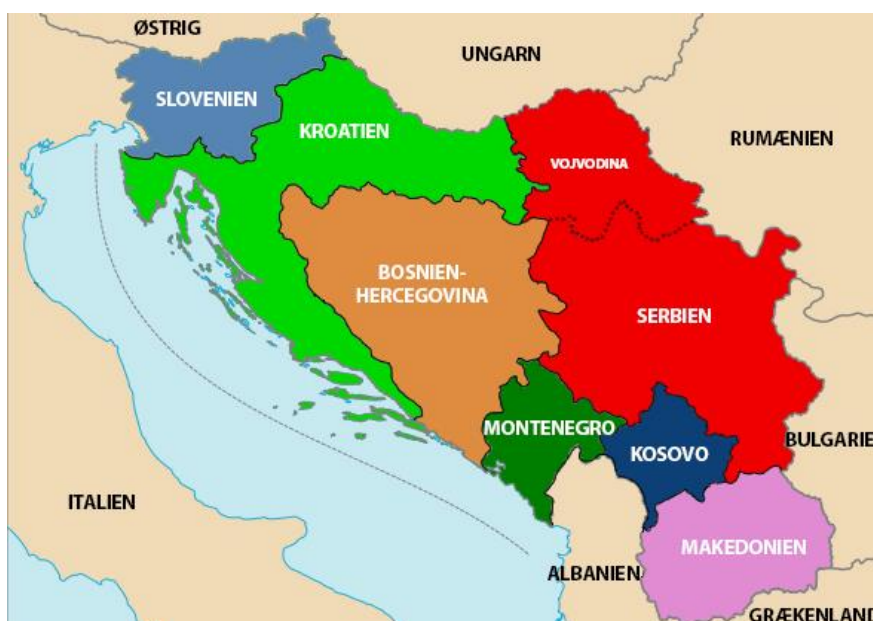 ØSTRIG
UNGARN
SLOVENIEN
KROATIEN
RUMÆNIEN
VOJVODINA
BOSNIEN-
HERCEGOVINA
SERBIEN
MONTENEGRO
BULGARIE
KOSOVO
ITALIEN
MAKEDONIEN
ALBANIEN
GRÆKENLAND